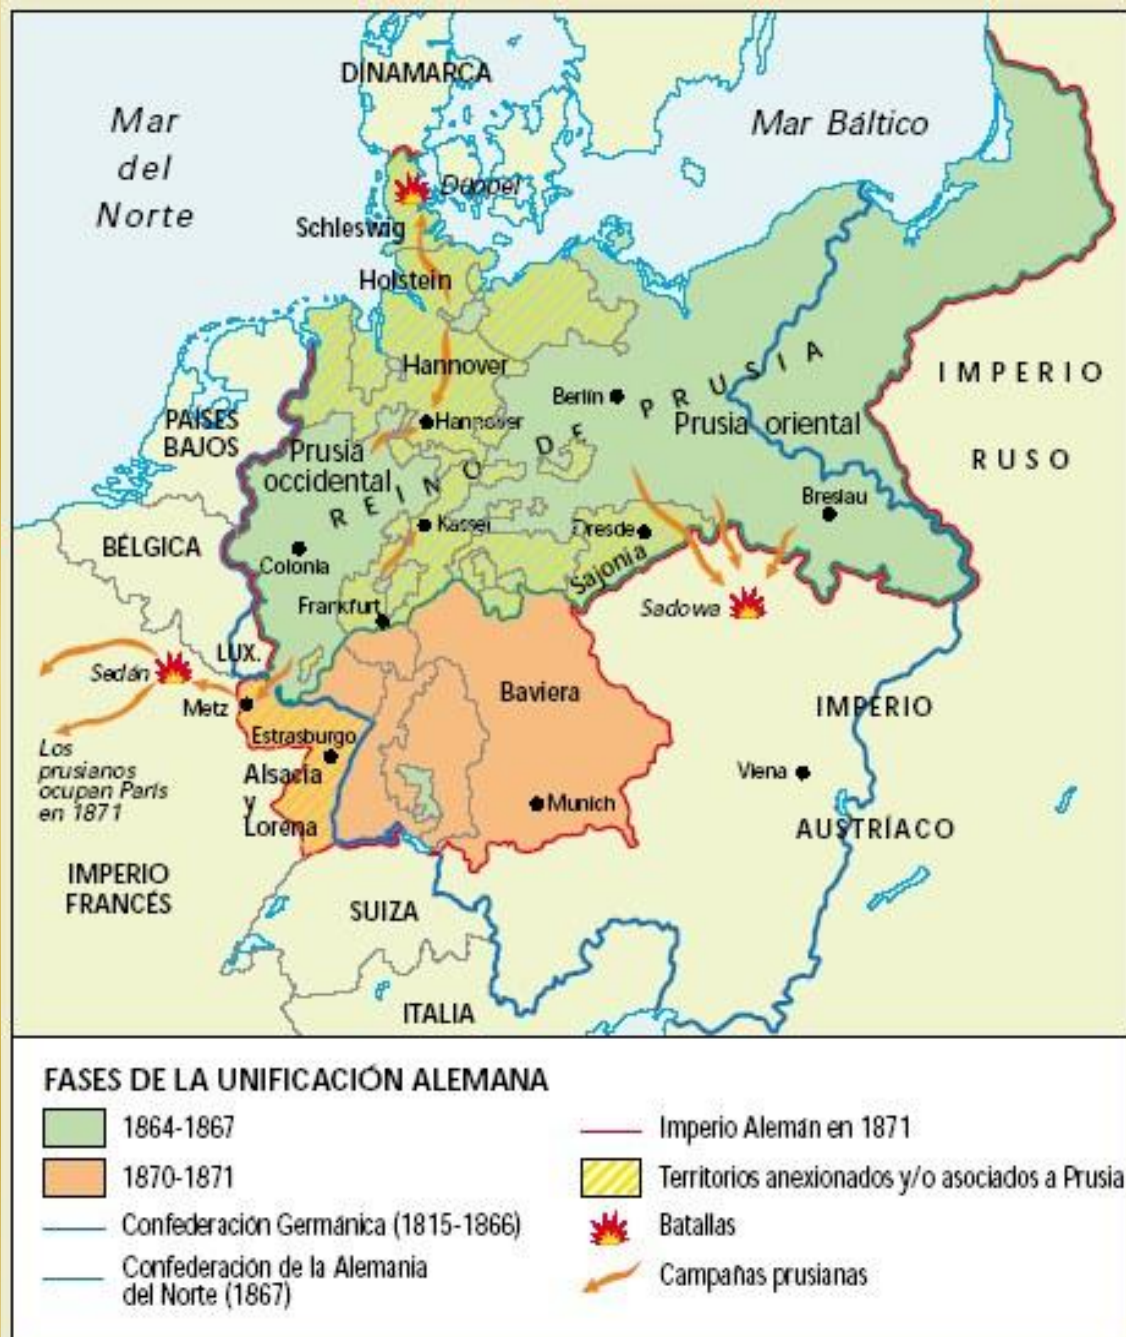 DINAMARCA
Mar
del
Norte
Mar Báltico
Düppel
Schleswig
Holstein
Hannover
IMPERIO
RUSO
Berlín
REINO DE PRUSIA
PAÍSES
BAJOS
Hannover
Prusia oriental
Prusia
occidental
Breslau
Kassel
Dresde
BÉLGICA
Colonia
Sajonia
Frankfurt
Sadowa
LUX.
Sedán
Metz
Baviera
IMPERIO
AUSTRÍACO
Estrasburgo
Los
prusianos
ocupan París
en 1871
Alsacia
y
Lorena
Viena
Munich
IMPERIO
FRANCÉS
SUIZA
ITALIA
FASES DE LA UNIFICACIÓN ALEMANA
1864-1867
1870-1871
Confederación Germánica (1815-1866)
Confederación de la Alemania
del Norte (1867)
Imperio Alemán en 1871
Territorios anexionados y/o asociados a Prusia
Batallas
Campañas prusianas